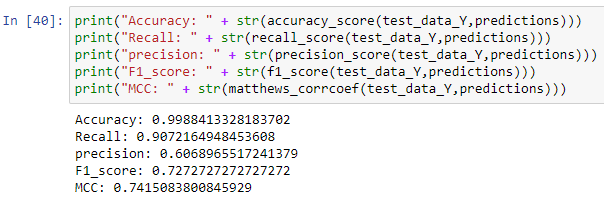 In [40]: print("Accuracy: " + str(accuracy_score(test_data_Y,predictions)))
print("Recall: " + str(recall_score(test_data_Y,predictions)))
print("precision: " + str(precision_score(test_data_Y,predictions)))
print("F1_score: " + str(f1_score(test_data_Y,predictions)))
print("MCC: " + str(matthews_corrcoef(test_data_Y,predictions)))
Accuracy: 0.9988413328183702
Recall: 0.9072164948453608
precision: 0.6068965517241379
F1_score: 0.7272727272727272
MCC: 0.7415083800845929